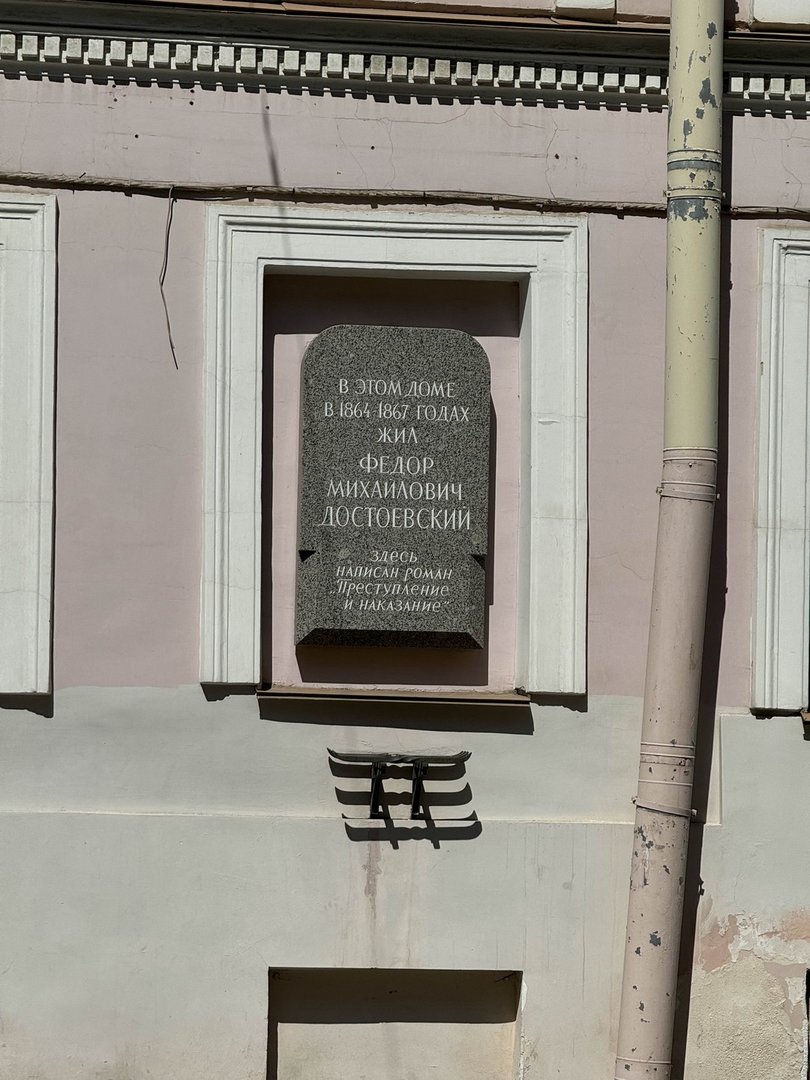 В ЭТОМ ДОМЕ
В 1864-1867 ГОДАХ
ЖИЛ
ФЕДОР
МИХАЙЛОВИЧ
ДОСТОЕВСКИЙ
ЗДЕСЬ
НАПИСАН РОМАН
„Преступление
и наказание”